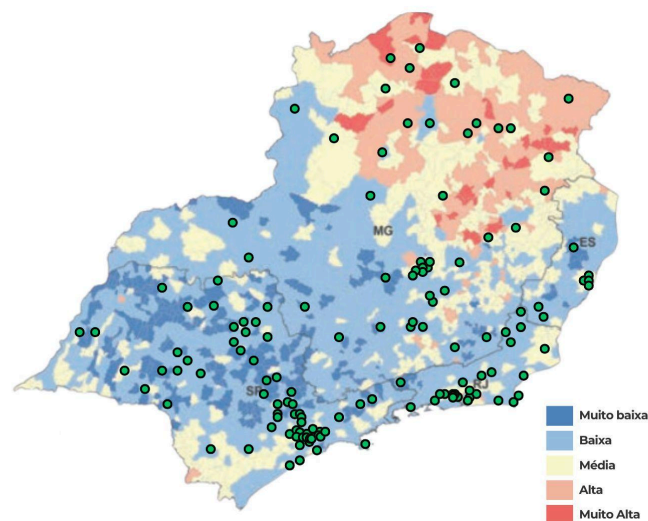 MG
ES
SP
RJ
Muito baixa
Baixa
Média
Alta
Muito Alta